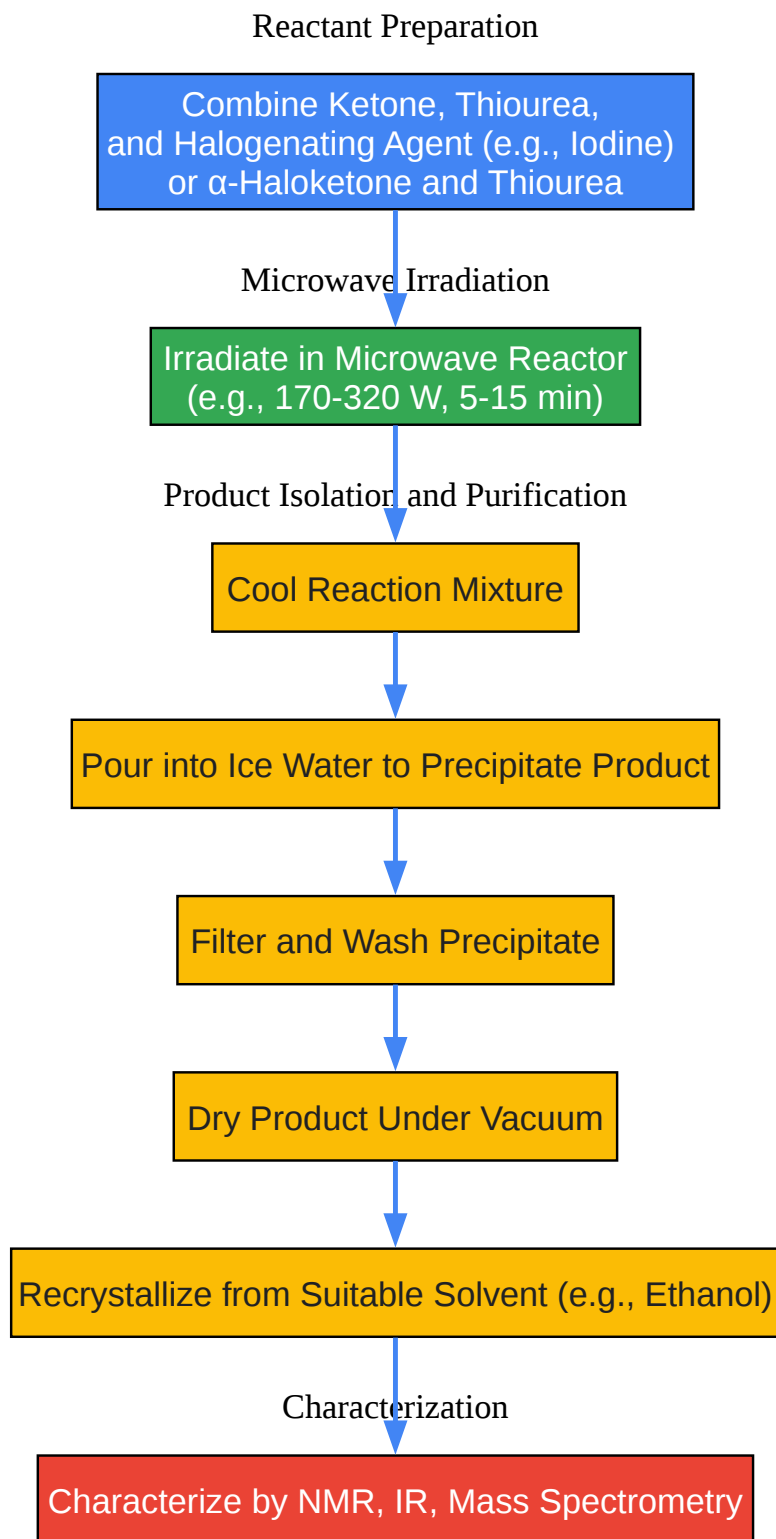 Reactant Preparation
Combine Ketone, Thiourea,
and Halogenating Agent (e.g., Iodine)
or α-Haloketone and Thiourea
Microwave Irradiation
Irradiate in Microwave Reactor
(e.g., 170-320 W, 5-15 min)
Product Isolation and Purification
Cool Reaction Mixture
Pour into Ice Water to Precipitate Product
Filter and Wash Precipitate
Dry Product Under Vacuum
Recrystallize from Suitable Solvent (e.g., Ethanol)
Characterization
Characterize by NMR, IR, Mass Spectrometry